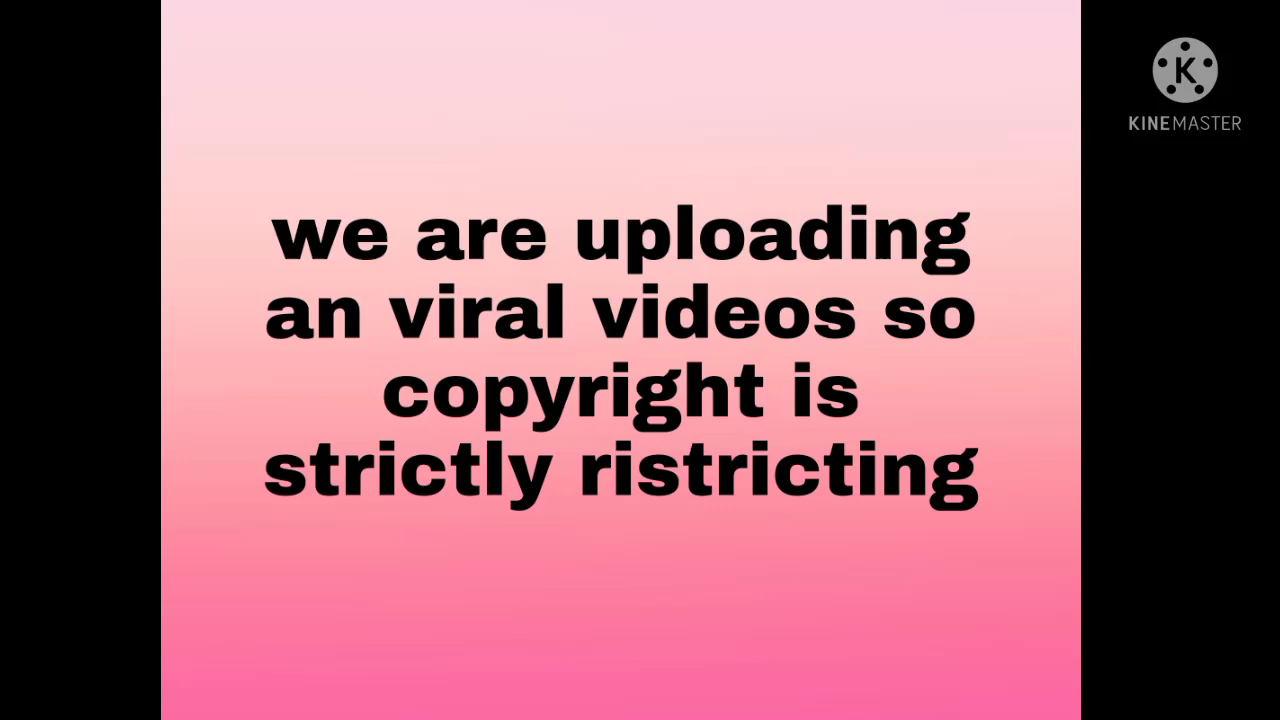 we are uploading
an viral videos so
copyright is
strictly ristricting
K
KINEMASTER